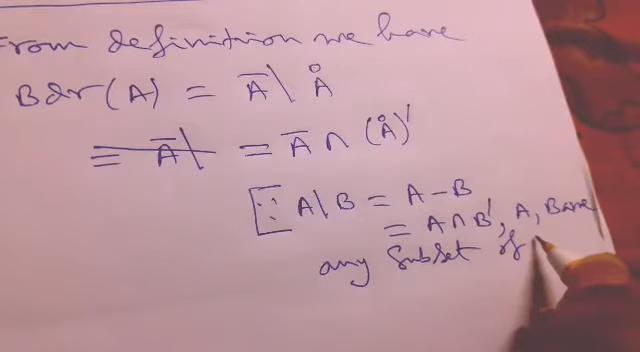 From definition we have
Bdr(A) = A̅ \ Å
= A̅ \ = A̅ ∩ (Å)′
[∵ A\B = A-B
= A∩B′, A, B are
any subset of